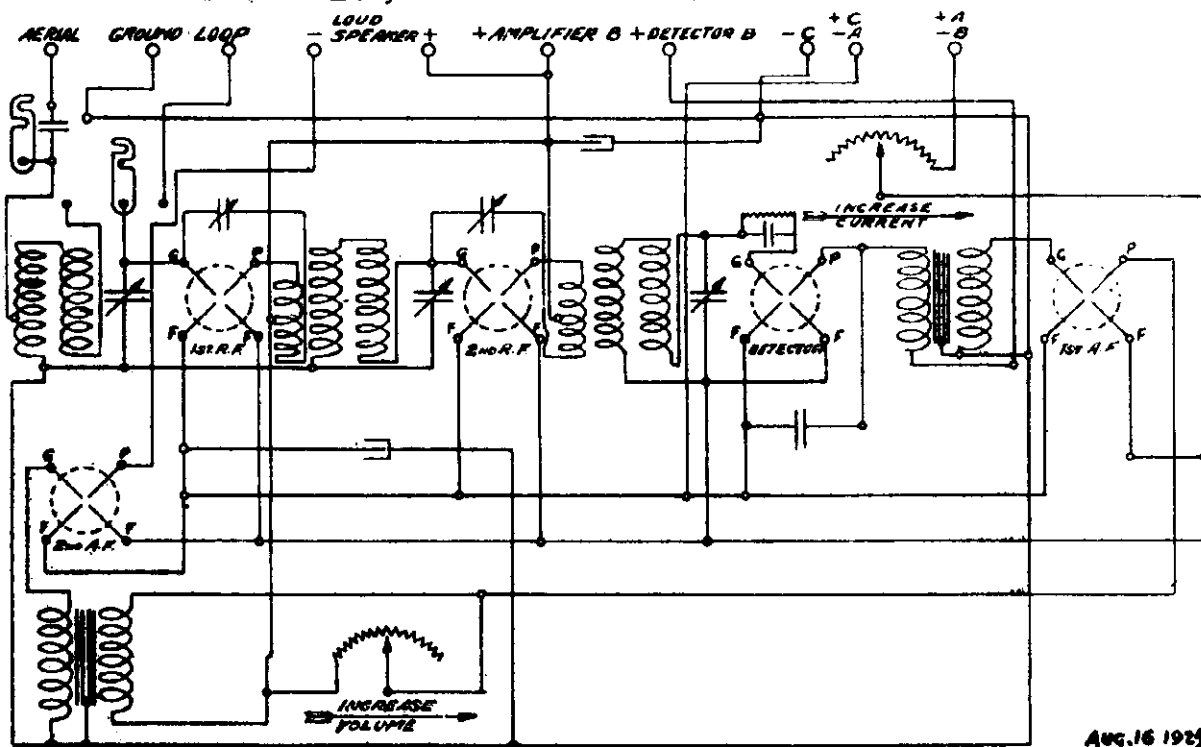 AERIAL GROUND LOOP - LOUD SPEAKER + + AMPLIFIER B + DETECTOR B - C + C - A + A - B
INCREASE CURRENT
G P G P G P G P
F F F F F F F F
1ST R.F. 2ND R.F. DETECTOR 1ST A.F.
G P
F F
2ND A.F.
INCREASE
VOLUME
AUG. 16 192